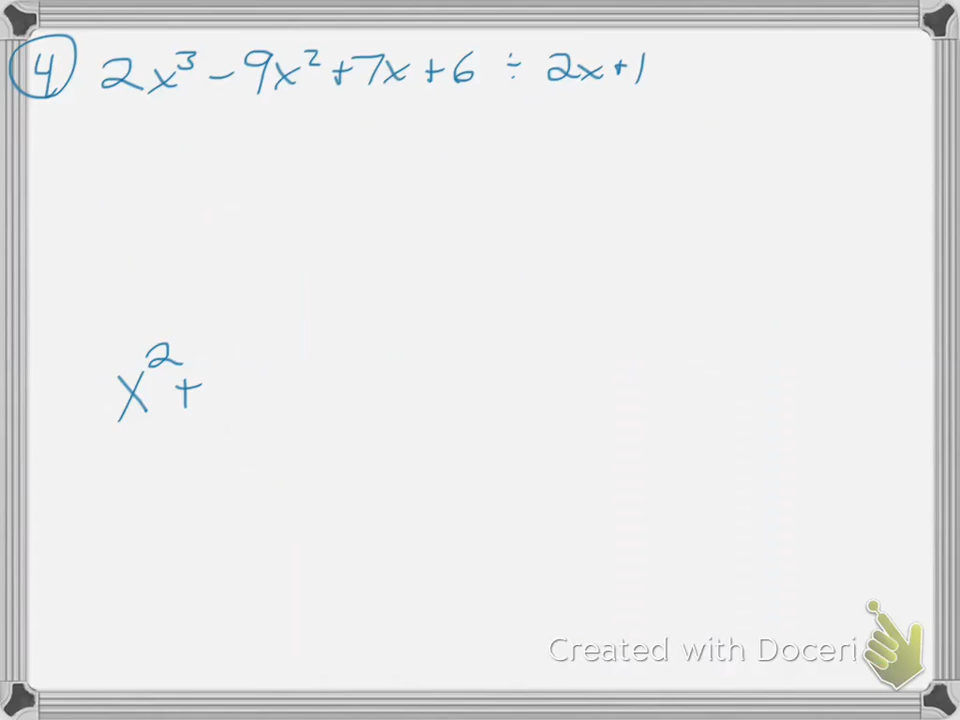 ④ 2x³ - 9x² + 7x + 6 ÷ 2x + 1
x² +
Created with Doceri